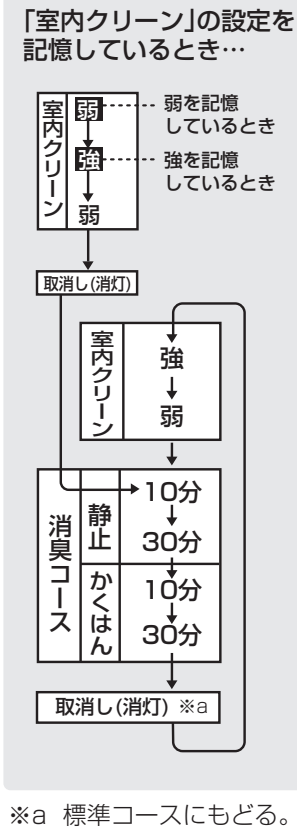 「室内クリーン」の設定を
記憶しているとき…
室内クリーン
弱
弱を記憶
しているとき
強
強を記憶
しているとき
弱
取消し(消灯)
室内クリーン
強
弱
消臭コース
静止
10分
30分
かくはん
10分
30分
取消し(消灯) ※a
※a 標準コースにもどる。